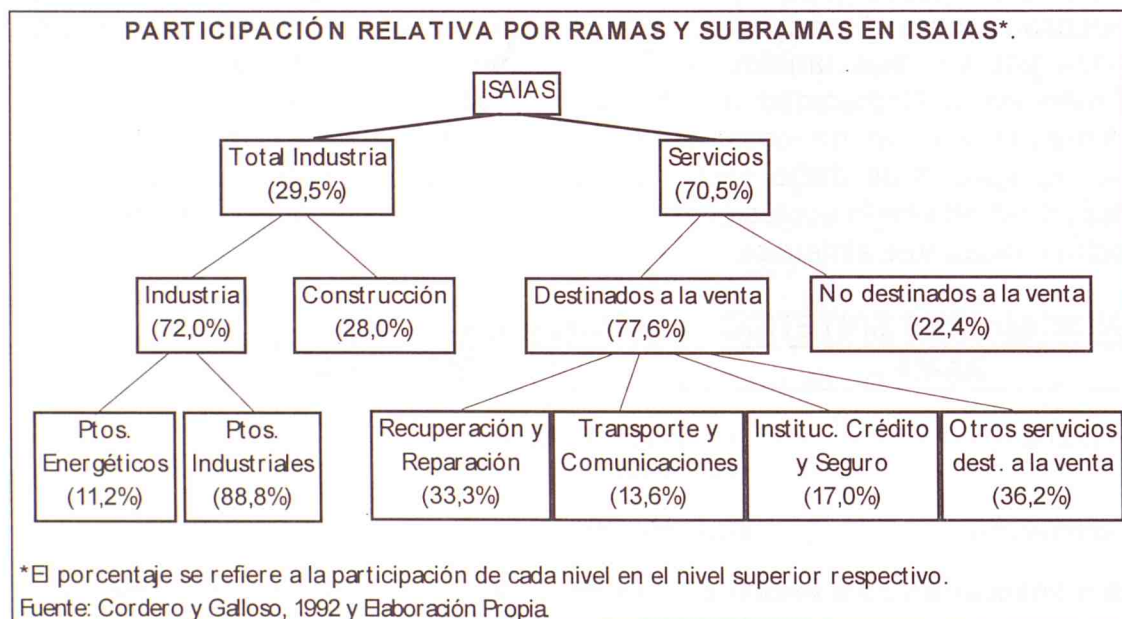 PARTICIPACIÓN RELATIVA POR RAMAS Y SUBRAMAS EN ISAIAS*.
ISAIAS
Total Industria
(29,5%)
Servicios
(70,5%)
Industria
(72,0%)
Construcción
(28,0%)
Destinados a la venta
(77,6%)
No destinados a la venta
(22,4%)
Ptos.
Energéticos
(11,2%)
Ptos.
Industriales
(88,8%)
Recuperación y
Reparación
(33,3%)
Transporte y
Comunicaciones
(13,6%)
Instituc. Crédito
y Seguro
(17,0%)
Otros servicios
dest. a la venta
(36,2%)
*El porcentaje se refiere a la participación de cada nivel en el nivel superior respectivo.
Fuente: Cordero y Galloso, 1992 y Elaboración Propia.